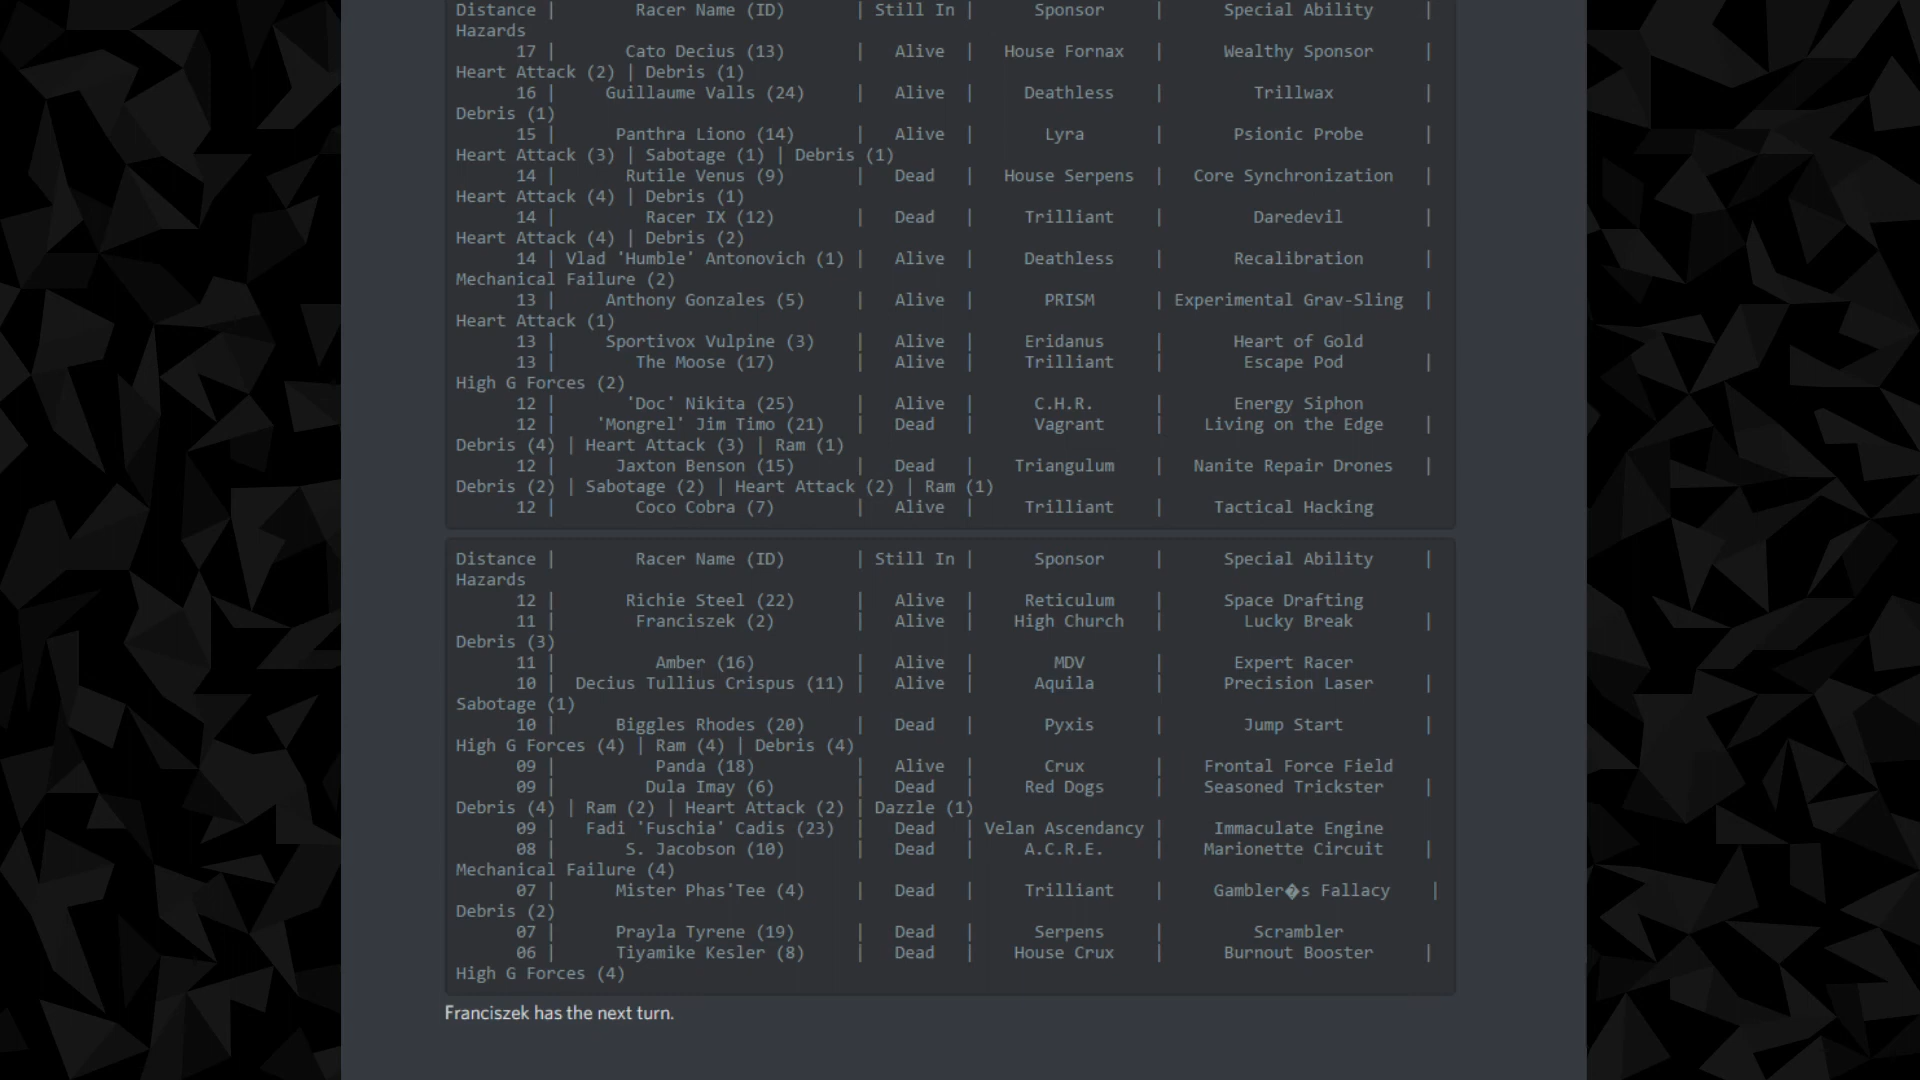 Distance | Racer Name (ID) | Still In | Sponsor | Special Ability |
Hazards
17 | Cato Decius (13) | Alive | House Fornax | Wealthy Sponsor |
Heart Attack (2) | Debris (1)
16 | Guillaume Valls (24) | Alive | Deathless | Trillwax |
Debris (1)
15 | Panthra Liono (14) | Alive | Lyra | Psionic Probe |
Heart Attack (3) | Sabotage (1) | Debris (1)
14 | Rutile Venus (9) | Dead | House Serpens | Core Synchronization |
Heart Attack (4) | Debris (1)
14 | Racer IX (12) | Dead | Trilliant | Daredevil |
Heart Attack (4) | Debris (2)
14 | Vlad 'Humble' Antonovich (1) | Alive | Deathless | Recalibration |
Mechanical Failure (2)
13 | Anthony Gonzales (5) | Alive | PRISM | Experimental Grav-Sling |
Heart Attack (1)
13 | Sportivox Vulpine (3) | Alive | Eridanus | Heart of Gold
13 | The Moose (17) | Alive | Trilliant | Escape Pod |
High G Forces (2)
12 | 'Doc' Nikita (25) | Alive | C.H.R. | Energy Siphon
12 | 'Mongrel' Jim Timo (21) | Dead | Vagrant | Living on the Edge |
Debris (4) | Heart Attack (3) | Ram (1)
12 | Jaxton Benson (15) | Dead | Triangulum | Nanite Repair Drones |
Debris (2) | Sabotage (2) | Heart Attack (2) | Ram (1)
12 | Coco Cobra (7) | Alive | Trilliant | Tactical Hacking
Distance | Racer Name (ID) | Still In | Sponsor | Special Ability |
Hazards
12 | Richie Steel (22) | Alive | Reticulum | Space Drafting
11 | Franciszek (2) | Alive | High Church | Lucky Break |
Debris (3)
11 | Amber (16) | Alive | MDV | Expert Racer
10 | Decius Tullius Crispus (11) | Alive | Aquila | Precision Laser |
Sabotage (1)
10 | Biggles Rhodes (20) | Dead | Pyxis | Jump Start |
High G Forces (4) | Ram (4) | Debris (4)
09 | Panda (18) | Alive | Crux | Frontal Force Field
09 | Dula Imay (6) | Dead | Red Dogs | Seasoned Trickster |
Debris (4) | Ram (2) | Heart Attack (2) | Dazzle (1)
09 | Fadi 'Fuschia' Cadis (23) | Dead | Velan Ascendancy | Immaculate Engine
08 | S. Jacobson (10) | Dead | A.C.R.E. | Marionette Circuit |
Mechanical Failure (4)
07 | Mister Phas'Tee (4) | Dead | Trilliant | Gambler�s Fallacy |
Debris (2)
07 | Prayla Tyrene (19) | Dead | Serpens | Scrambler
06 | Tiyamike Kesler (8) | Dead | House Crux | Burnout Booster |
High G Forces (4)
Franciszek has the next turn.